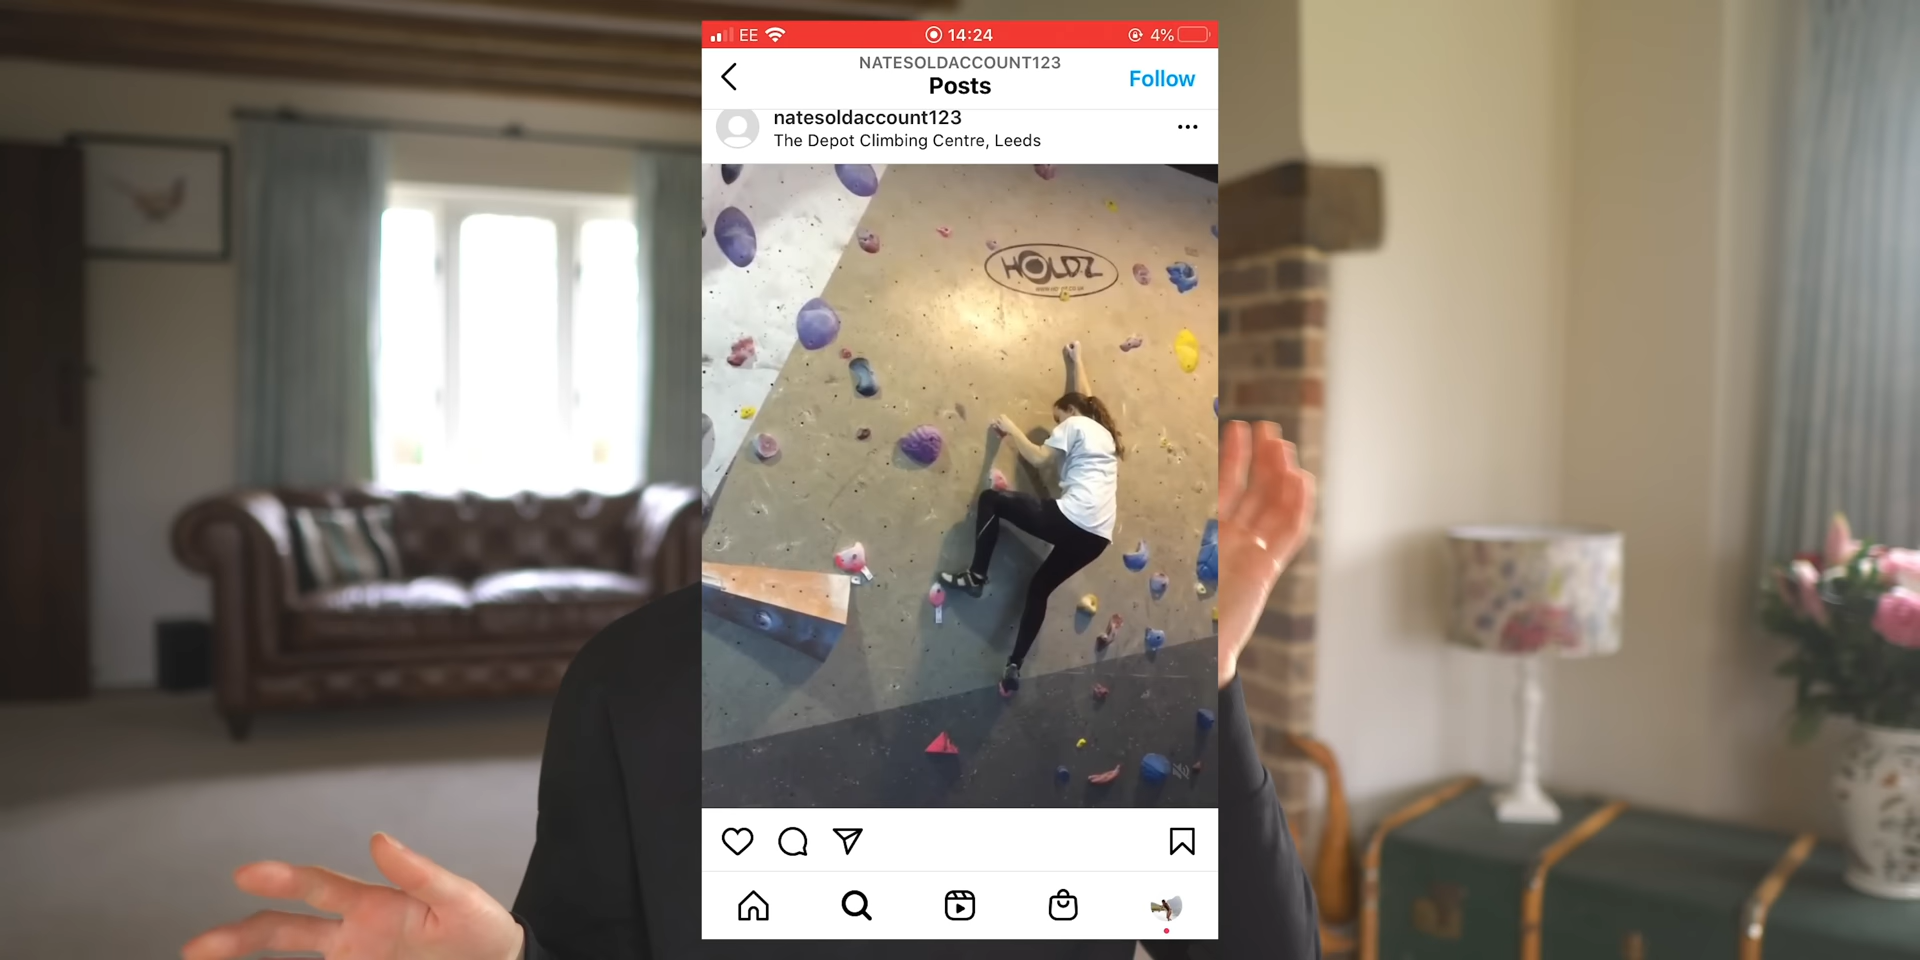 EE 14:24 4%
NATESOLDACCOUNT123
Posts
Follow
natesoldaccount123
The Depot Climbing Centre, Leeds
HOLDZ